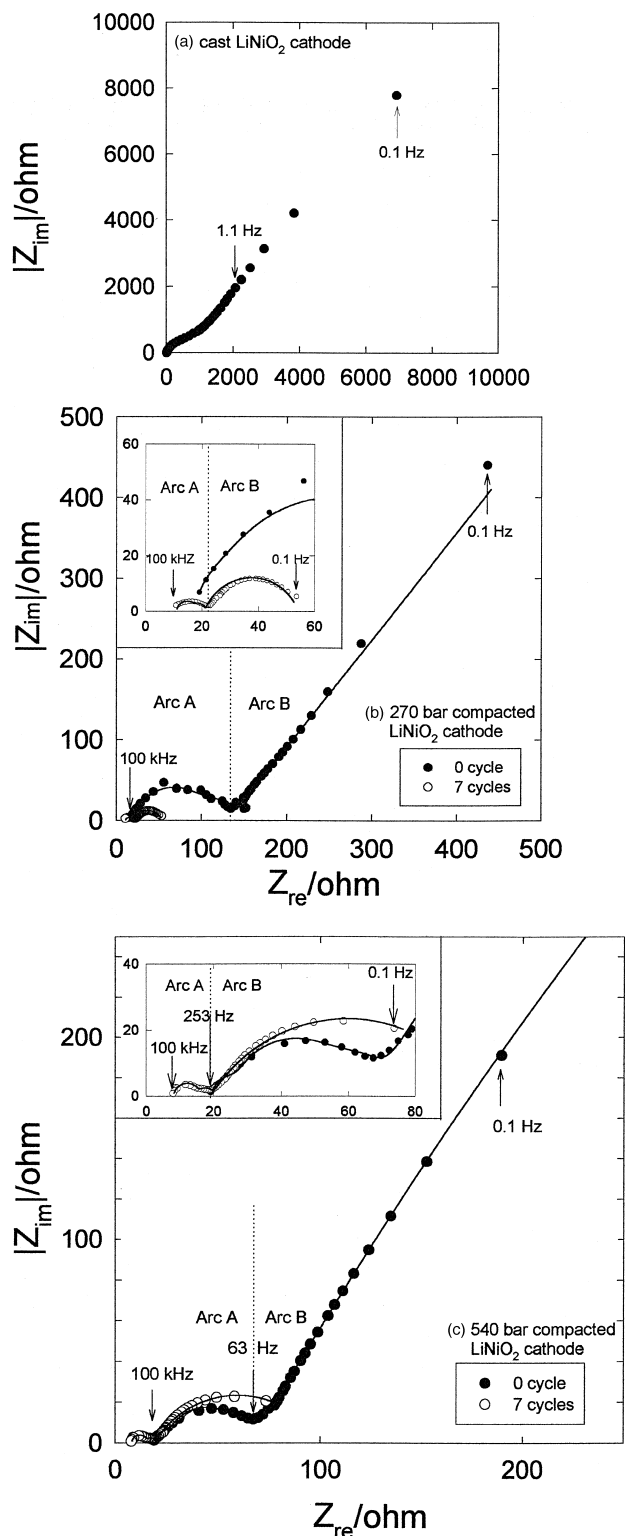 10000
8000
6000
4000
2000
0
|Z_im|/ohm
(a) cast LiNiO2 cathode
0.1 Hz
1.1 Hz
0 2000 4000 6000 8000 10000
500
400
300
200
100
0
|Zim|/ohm
60
40
20
0
Arc A Arc B
100 kHZ
0.1 Hz
0 20 40 60
0.1 Hz
Arc A Arc B
100 kHz
(b) 270 bar compacted
LiNiO2 cathode
0 cycle
7 cycles
0 100 200 300 400 500
Zre/ohm
200
100
0
|Zim|/ohm
40
20
0
Arc A Arc B
253 Hz
100 kHz
0.1 Hz
0 20 40 60 80
0.1 Hz
Arc A Arc B
63 Hz
100 kHz
(c) 540 bar compacted
LiNiO2 cathode
0 cycle
7 cycles
0 100 200
Zre/ohm